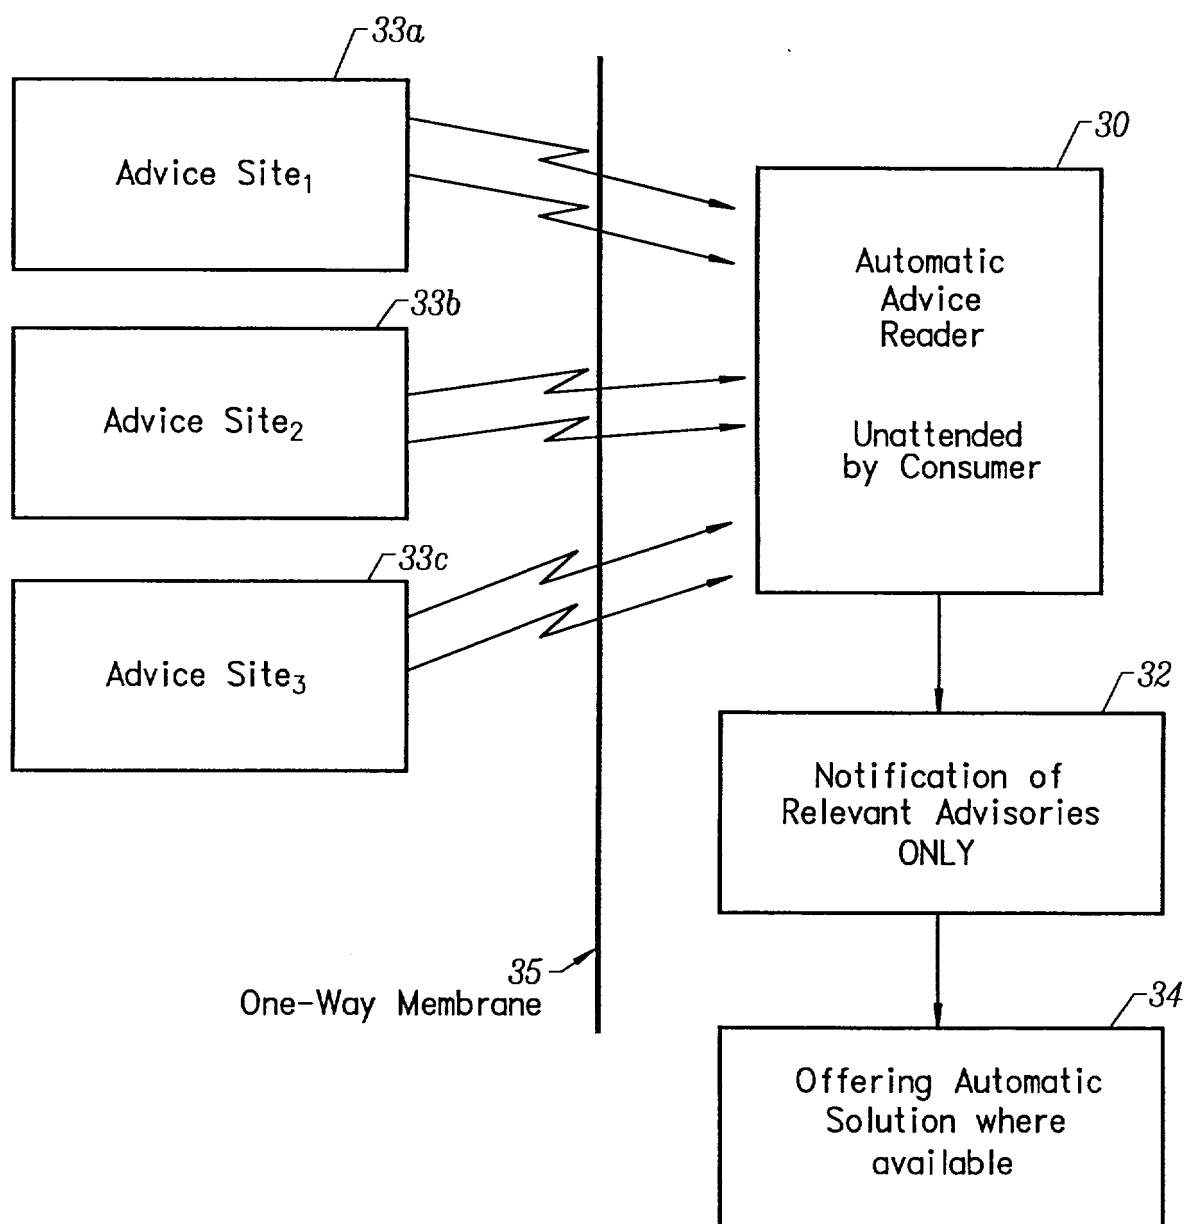 33a
Advice Site₁
30
Automatic
Advice
Reader
Unattended
by Consumer
33b
Advice Site₂
33c
Advice Site₃
32
Notification of
Relevant Advisories
ONLY
35
One-Way Membrane
34
Offering Automatic
Solution where
available